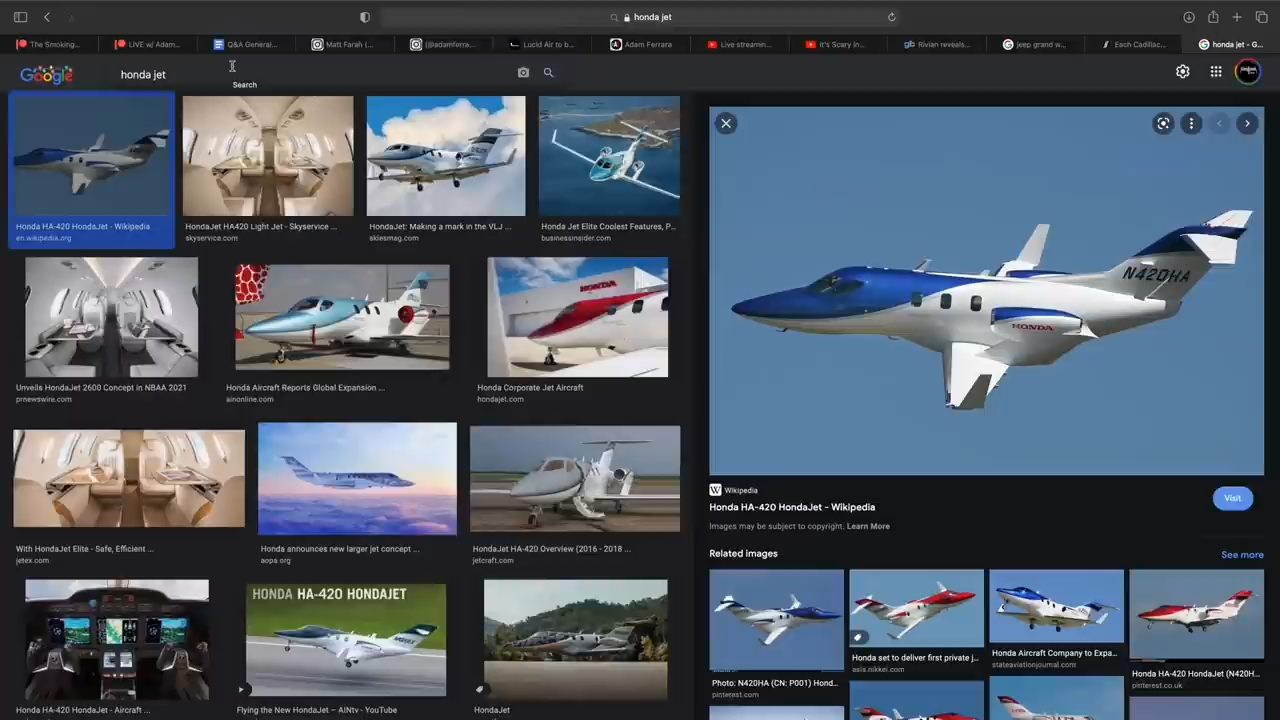 honda jet
The Smoking...
LIVE w/ Adam...
Q&A Generai...
Matt Farah (...
(@adamferra...
Lucid Air to b...
Adam Ferrara
Live streamin...
It's Scary in...
Rivian reveals...
jeep grand w...
Each Cadillac...
honda jet - G...
Google
honda jet
Search
Honda HA-420 HondaJet - Wikipedia
en.wikipedia.org
HondaJet HA420 Light Jet - Skyservice ...
skyservice.com
HondaJet: Making a mark in the VLJ ...
skiesmag.com
Honda Jet Elite Coolest Features, P...
businessinsider.com
Unveils HondaJet 2600 Concept in NBAA 2021
prnewswire.com
Honda Aircraft Reports Global Expansion ...
ainonline.com
HONDA
Honda Corporate Jet Aircraft
hondajet.com
With HondaJet Elite - Safe, Efficient ...
jetex.com
Honda announces new larger jet concept ...
aopa.org
HondaJet HA-420 Overview (2016 - 2018 ...
jetcraft.com
Honda HA-420 HondaJet - Aircraft ...
HONDA HA-420 HONDAJET
Flying the New HondaJet – AINtv - YouTube
HondaJet
N420HA
HONDA
W Wikipedia
Visit
Honda HA-420 HondaJet - Wikipedia
Images may be subject to copyright. Learn More
Related images
See more
Photo: N420HA (CN: P001) Hond...
pinterest.com
Honda set to deliver first private j...
asia.nikkei.com
Honda Aircraft Company to Expa...
stateaviationjournal.com
Honda HA-420 HondaJet (N420H...
pinterest.co.uk